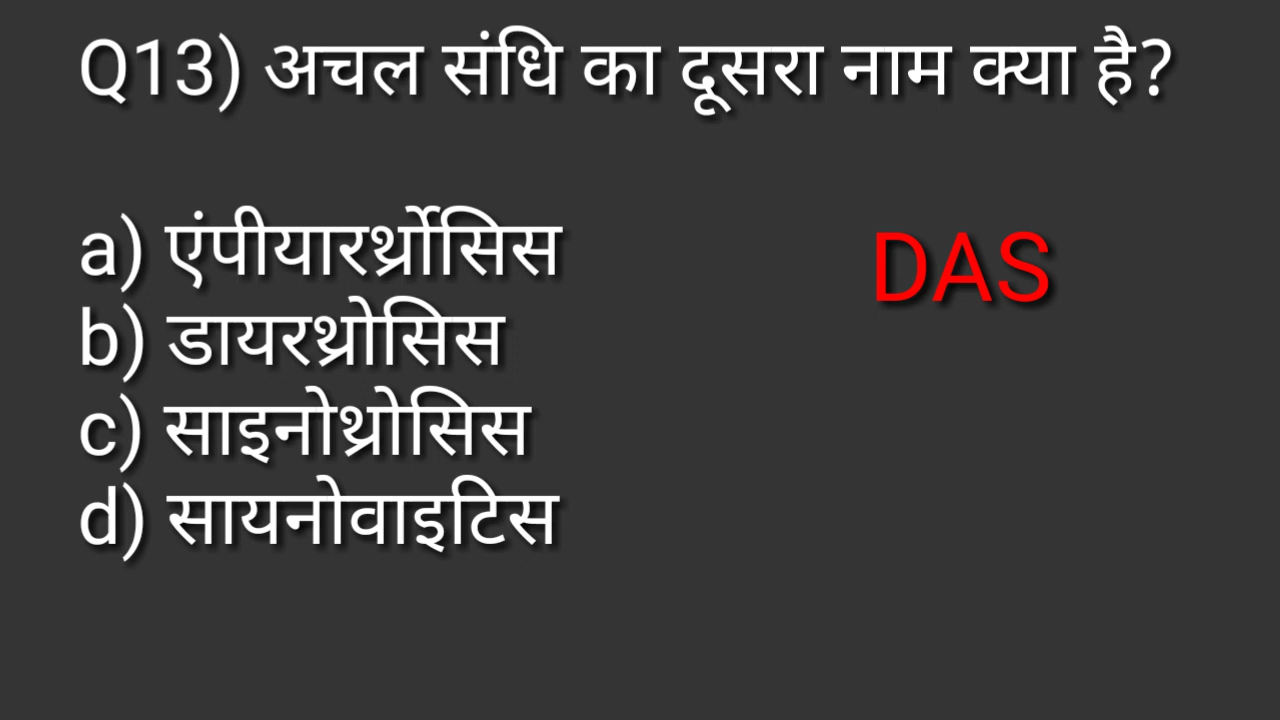 Q13) अचल संधि का दूसरा नाम क्या है?
a) एंपीयारर्थ्रोसिस
DAS
b) डायरथ्रोसिस
c) साइनोथ्रोसिस
d) सायनोवाइटिस